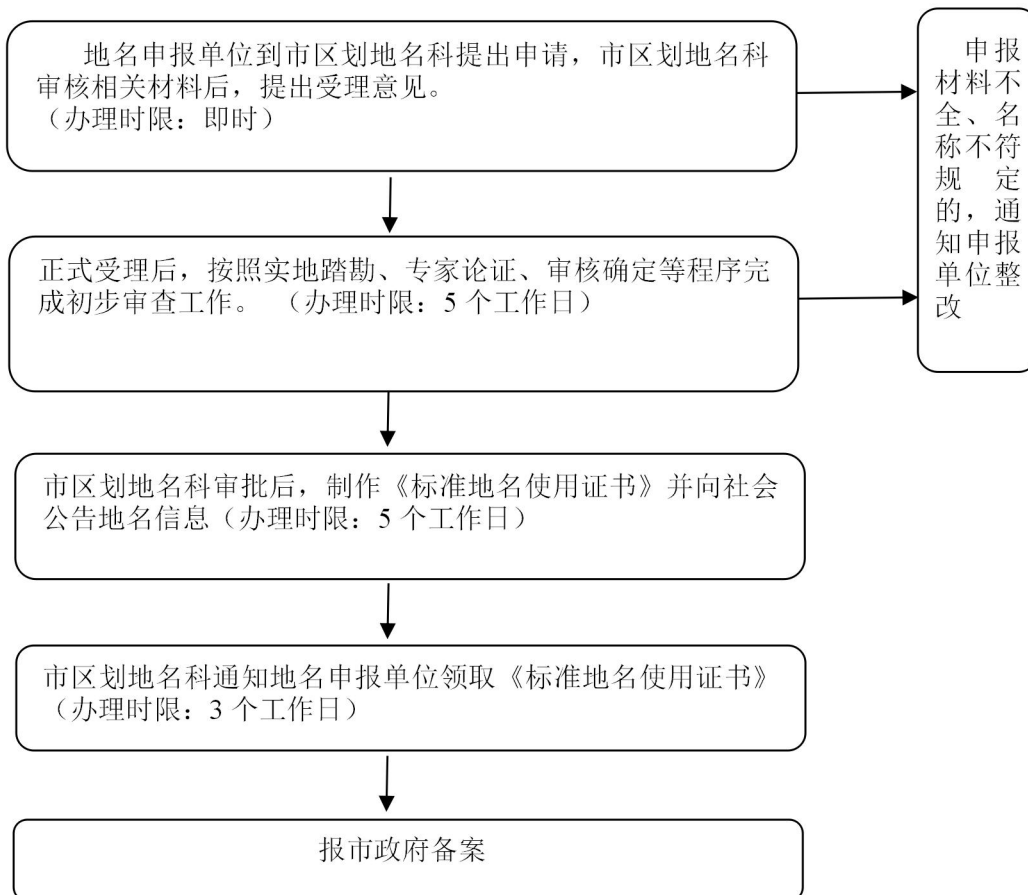 地名申报单位到市区划地名科提出申请，市区划地名科
审核相关材料后，提出受理意见。
（办理时限：即时）
申报
材料不
全、名
称不符
规定
的，通
知申报
单位整
改
正式受理后，按照实地踏勘、专家论证、审核确定等程序完
成初步审查工作。 （办理时限：5 个工作日）
市区划地名科审批后，制作《标准地名使用证书》并向社会
公告地名信息（办理时限：5 个工作日）
市区划地名科通知地名申报单位领取《标准地名使用证书》
（办理时限：3 个工作日）
报市政府备案